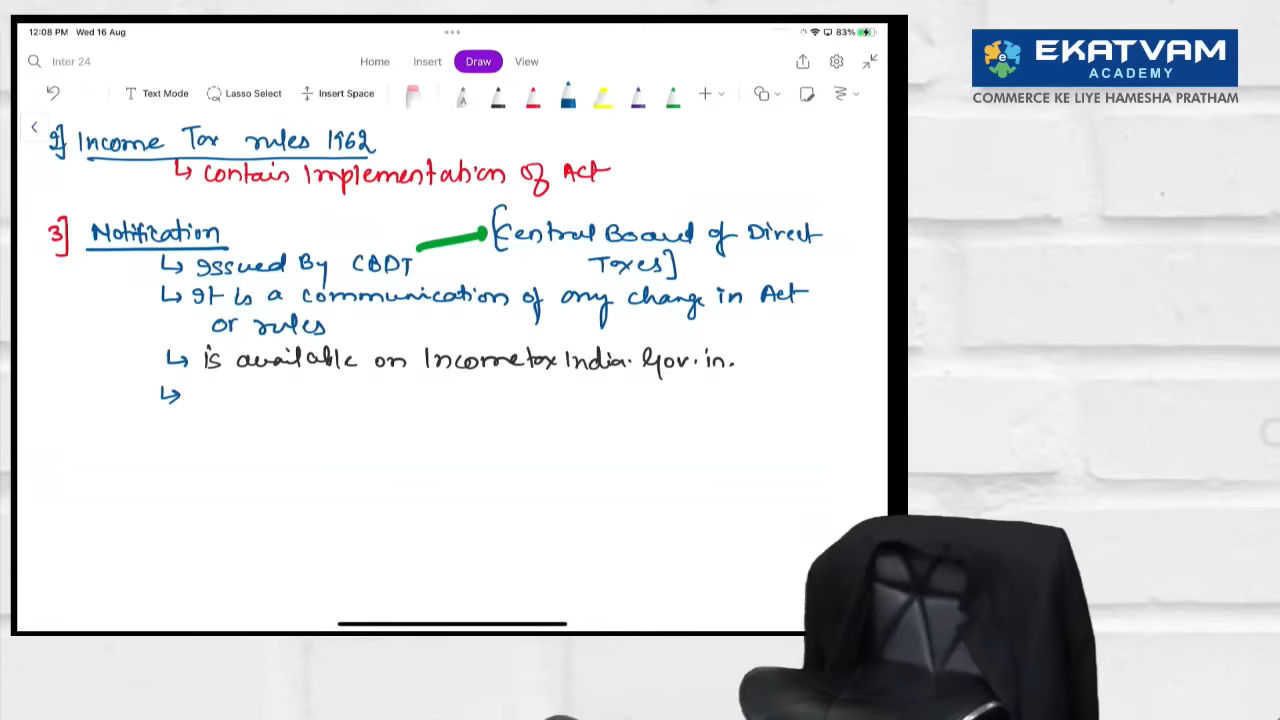 12:08 PM Wed 16 Aug
83%
Inter 24
Home Insert Draw View
Text Mode Lasso Select Insert Space
EKATVAM
ACADEMY
COMMERCE KE LIYE HAMESHA PRATHAM
2] Income Tax rules 1962
↳ contain Implementation of Act
3] Notification
↳ Issued By CBDT [Central Board of Direct
Taxes]
↳ It is a communication of any change in Act
or rules
↳ is available on IncometaxIndia.Gov.in.
↳